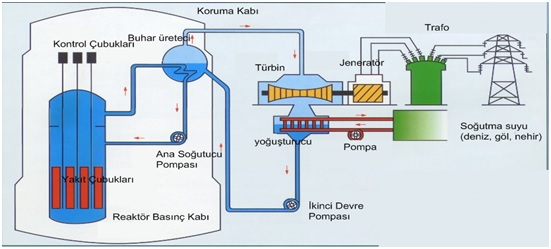 Koruma Kabı
Trafo
Buhar üreteci
Kontrol Çubukları
Türbin
Jeneratör
yoğuşturucu
Soğutma suyu
(deniz, göl, nehir)
Pompa
Ana Soğutucu
Pompası
Yakıt Çubukları
İkinci Devre
Pompası
Reaktör Basınç Kabı